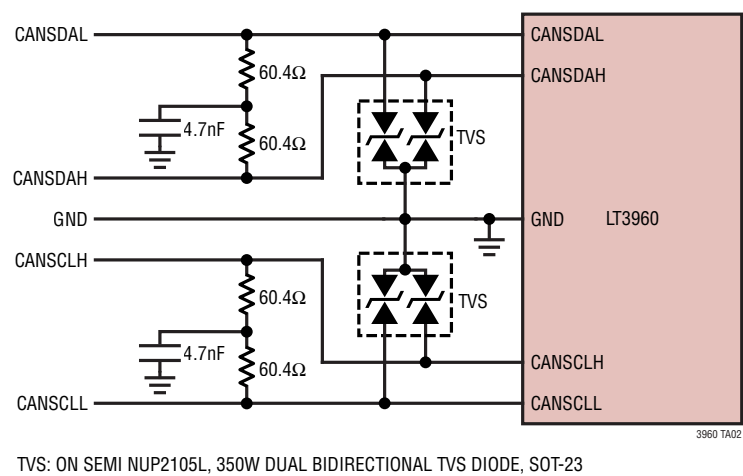 CANSDAL
CANSDAL
CANSDAH
60.4Ω
4.7nF
60.4Ω
TVS
CANSDAH
GND
GND
LT3960
CANSCLH
60.4Ω
TVS
4.7nF
60.4Ω
CANSCLH
CANSCLL
CANSCLL
3960 TA02
TVS: ON SEMI NUP2105L, 350W DUAL BIDIRECTIONAL TVS DIODE, SOT-23